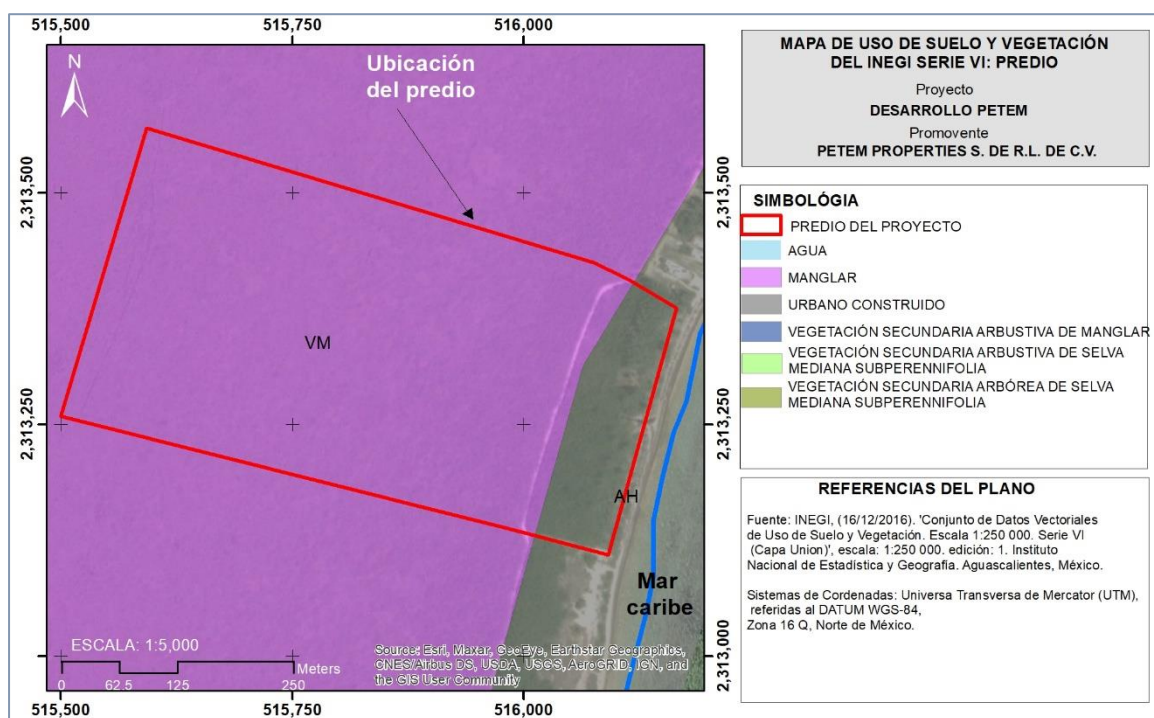 515,500
515,750
516,000
N
Ubicación
del predio
2,313,500
2,313,500
VM
2,313,250
2,313,250
AH
Mar
caribe
2,313,000
ESCALA: 1:5,000
Meters
0
62.5
125
250
Source: Esri, Maxar, GeoEye, Earthstar Geographics,
CNES/Airbus DS, USDA, USGS, AeroGRID, IGN, and
the GIS User Community
515,500
515,750
516,000
MAPA DE USO DE SUELO Y VEGETACIÓN
DEL INEGI SERIE VI: PREDIO
Proyecto
DESARROLLO PETEM
Promovente
PETEM PROPERTIES S. DE R.L. DE C.V.
SIMBOLÓGIA
PREDIO DEL PROYECTO
AGUA
MANGLAR
URBANO CONSTRUIDO
VEGETACIÓN SECUNDARIA ARBUSTIVA DE MANGLAR
VEGETACIÓN SECUNDARIA ARBUSTIVA DE SELVA
MEDIANA SUBPERENNIFOLIA
VEGETACIÓN SECUNDARIA ARBÓREA DE SELVA
MEDIANA SUBPERENNIFOLIA
REFERENCIAS DEL PLANO
Fuente: INEGI, (16/12/2016). 'Conjunto de Datos Vectoriales
de Uso de Suelo y Vegetación. Escala 1:250 000. Serie VI
(Capa Union)', escala: 1:250 000. edición: 1. Instituto
Nacional de Estadística y Geografía. Aguascalientes, México.
Sistemas de Cordenadas: Universa Transversa de Mercator (UTM),
referidas al DATUM WGS-84,
Zona 16 Q, Norte de México.